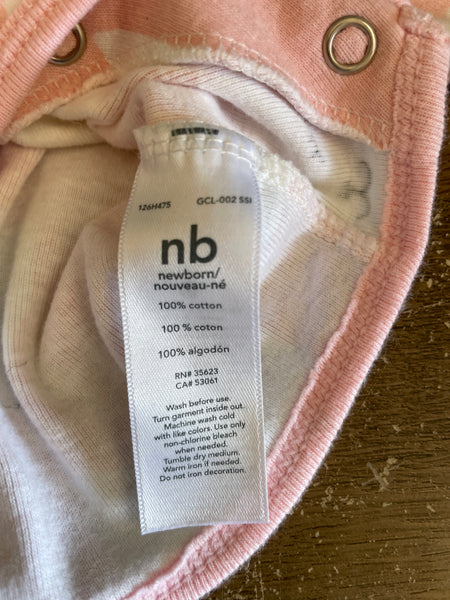 126H475 GCL-002 SSI
nb
newborn/
nouveau-né
100% cotton
100 % coton
100% algodón
RN# 35623
CA# 53061
Wash before use.
Turn garment inside out.
Machine wash cold
with like colors. Use only
non-chlorine bleach
when needed.
Tumble dry medium.
Warm iron if needed.
Do not iron decoration.